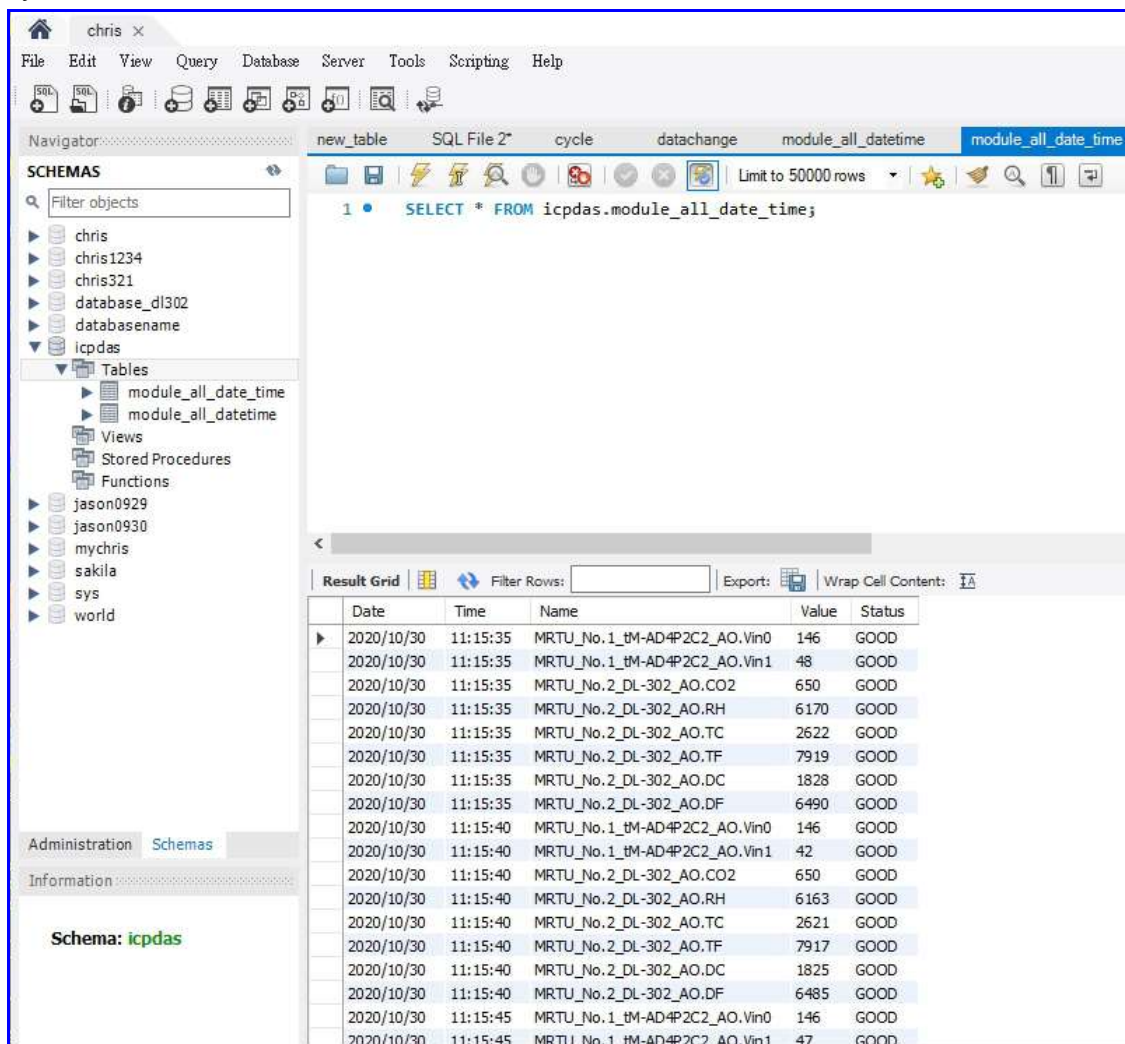 chris ×
File Edit View Query Database Server Tools Scripting Help
Navigator
SCHEMAS
Filter objects
chris
chris1234
chris321
database_dl302
databasename
icpdas
Tables
module_all_date_time
module_all_datetime
Views
Stored Procedures
Functions
jason0929
jason0930
mychris
sakila
sys
world
Administration Schemas
Information
Schema: icpdas
new_table SQL File 2* cycle datachange module_all_datetime module_all_date_time
Limit to 50000 rows
1 SELECT * FROM icpdas.module_all_date_time;
Result Grid Filter Rows: Export: Wrap Cell Content: IA
Date Time Name Value Status
2020/10/30 11:15:35 MRTU_No.1_tM-AD4P2C2_AO.Vin0 146 GOOD
2020/10/30 11:15:35 MRTU_No.1_tM-AD4P2C2_AO.Vin1 48 GOOD
2020/10/30 11:15:35 MRTU_No.2_DL-302_AO.CO2 650 GOOD
2020/10/30 11:15:35 MRTU_No.2_DL-302_AO.RH 6170 GOOD
2020/10/30 11:15:35 MRTU_No.2_DL-302_AO.TC 2622 GOOD
2020/10/30 11:15:35 MRTU_No.2_DL-302_AO.TF 7919 GOOD
2020/10/30 11:15:35 MRTU_No.2_DL-302_AO.DC 1828 GOOD
2020/10/30 11:15:35 MRTU_No.2_DL-302_AO.DF 6490 GOOD
2020/10/30 11:15:40 MRTU_No.1_tM-AD4P2C2_AO.Vin0 146 GOOD
2020/10/30 11:15:40 MRTU_No.1_tM-AD4P2C2_AO.Vin1 42 GOOD
2020/10/30 11:15:40 MRTU_No.2_DL-302_AO.CO2 650 GOOD
2020/10/30 11:15:40 MRTU_No.2_DL-302_AO.RH 6163 GOOD
2020/10/30 11:15:40 MRTU_No.2_DL-302_AO.TC 2621 GOOD
2020/10/30 11:15:40 MRTU_No.2_DL-302_AO.TF 7917 GOOD
2020/10/30 11:15:40 MRTU_No.2_DL-302_AO.DC 1825 GOOD
2020/10/30 11:15:40 MRTU_No.2_DL-302_AO.DF 6485 GOOD
2020/10/30 11:15:45 MRTU_No.1_tM-AD4P2C2_AO.Vin0 146 GOOD
2020/10/30 11:15:45 MRTU_No.1_tM-AD4P2C2_AO.Vin1 47 GOOD